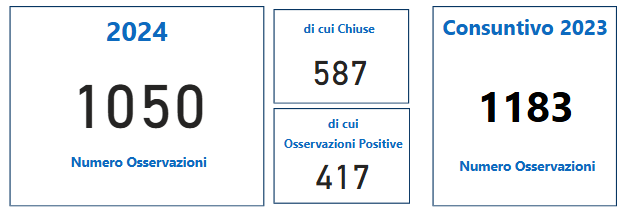 2024
1050
Numero Osservazioni
di cui Chiuse
587
di cui
Osservazioni Positive
417
Consuntivo 2023
1183
Numero Osservazioni